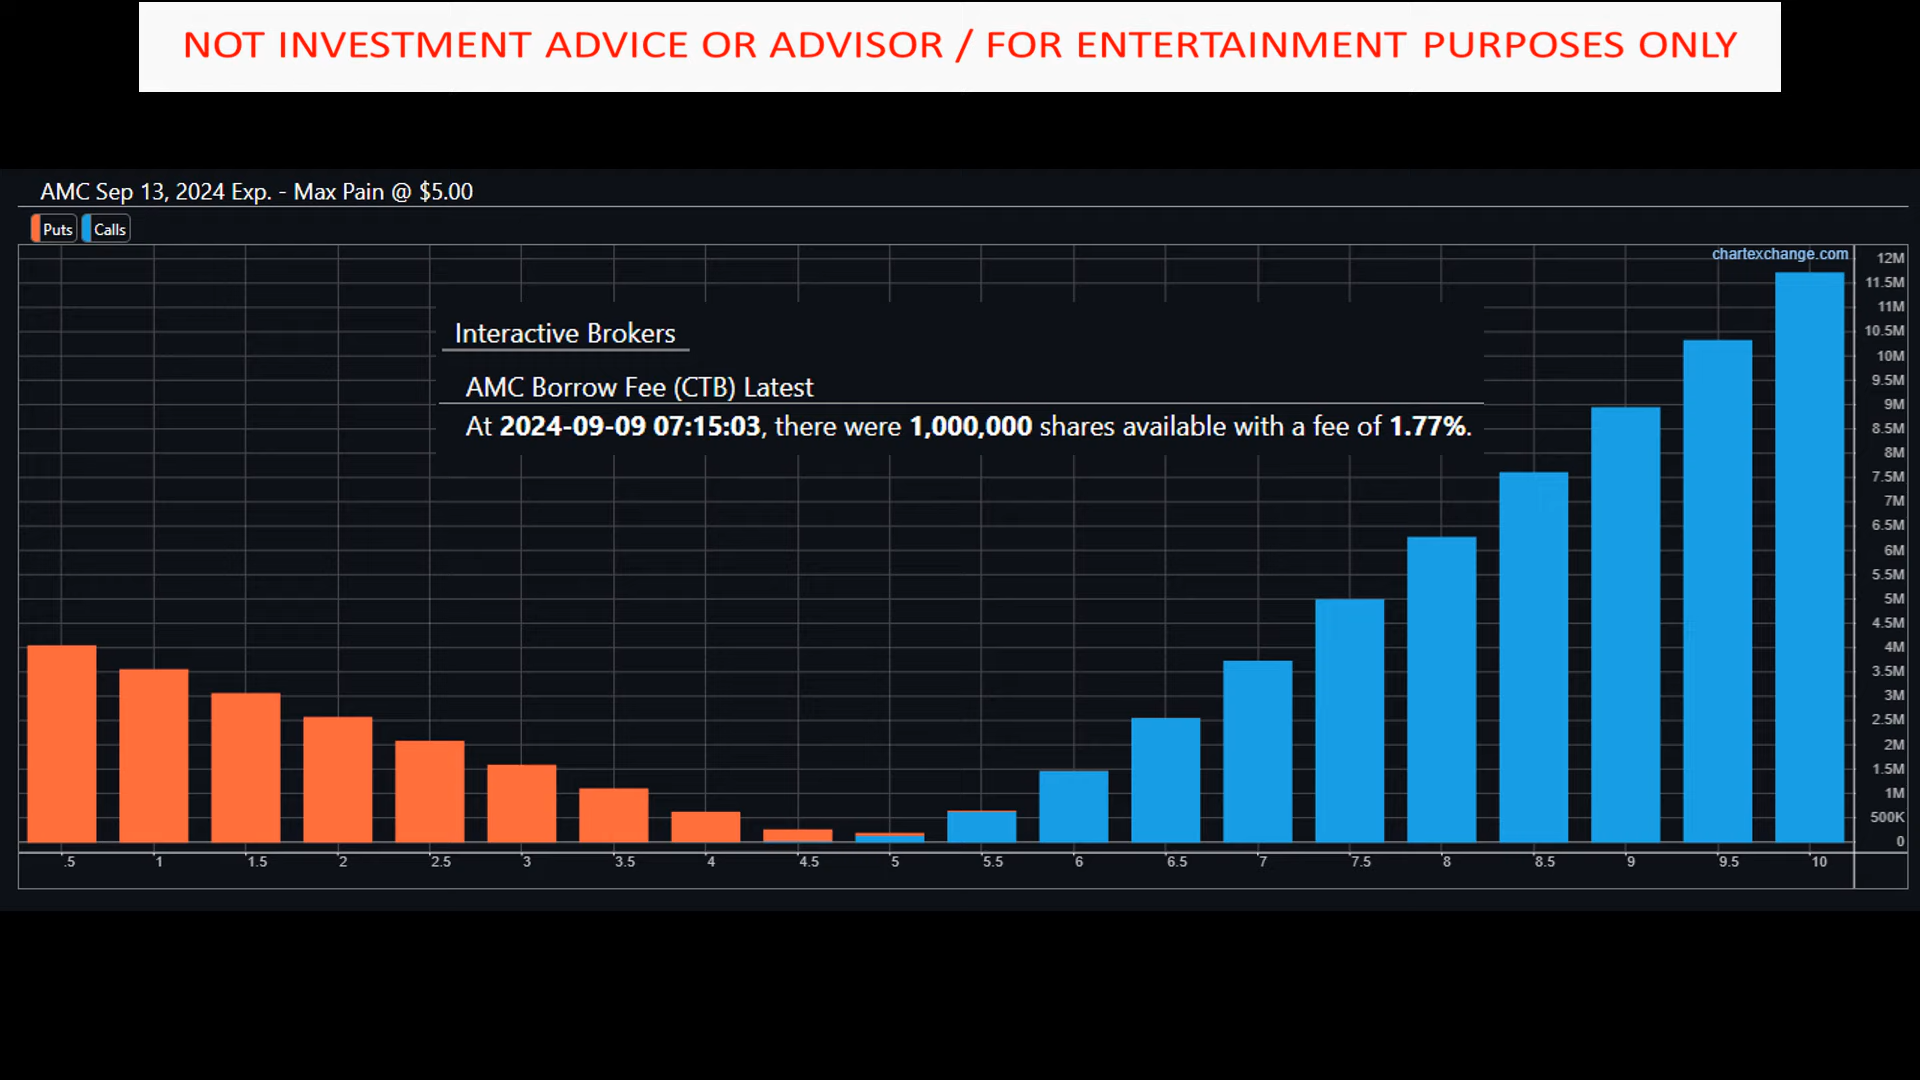 NOT INVESTMENT ADVICE OR ADVISOR / FOR ENTERTAINMENT PURPOSES ONLY
AMC Sep 13, 2024 Exp. - Max Pain @ $5.00
Puts Calls
chartexchange.com
12M
11.5M
11M
10.5M
10M
9.5M
9M
8.5M
8M
7.5M
7M
6.5M
6M
5.5M
5M
4.5M
4M
3.5M
3M
2.5M
2M
1.5M
1M
500K
0
Interactive Brokers
AMC Borrow Fee (CTB) Latest
At 2024-09-09 07:15:03, there were 1,000,000 shares available with a fee of 1.77%.
.5 1 1.5 2 2.5 3 3.5 4 4.5 5 5.5 6 6.5 7 7.5 8 8.5 9 9.5 10